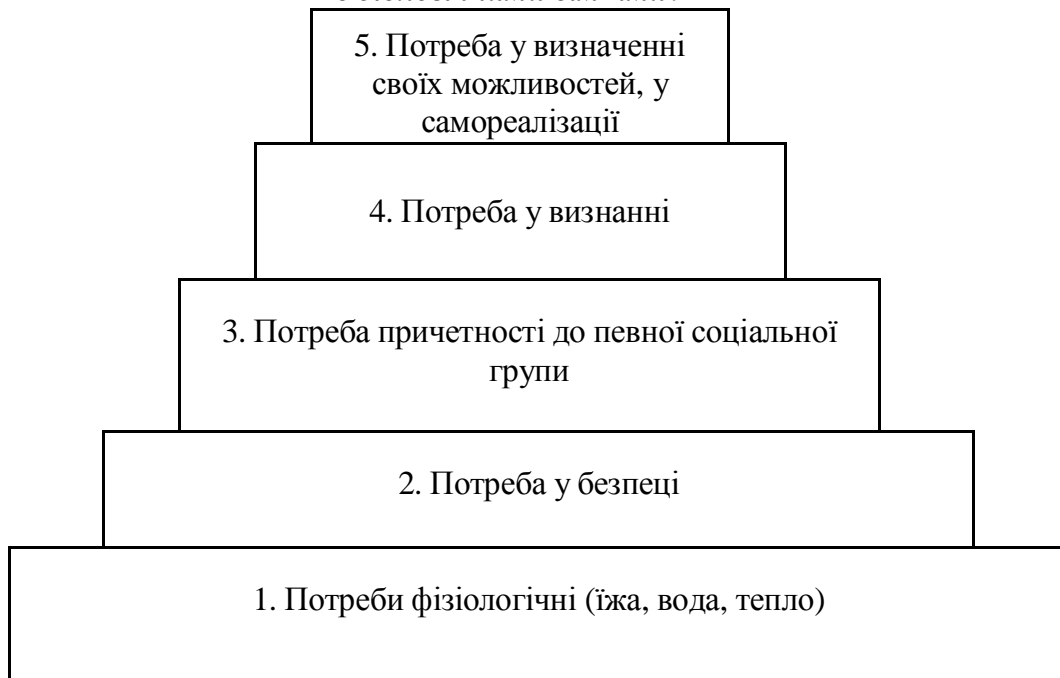 5. Потреба у визначенні
своїх можливостей, у
самореалізації
4. Потреба у визнанні
3. Потреба причетності до певної соціальної
групи
2. Потреба у безпеці
1. Потреби фізіологічні (їжа, вода, тепло)